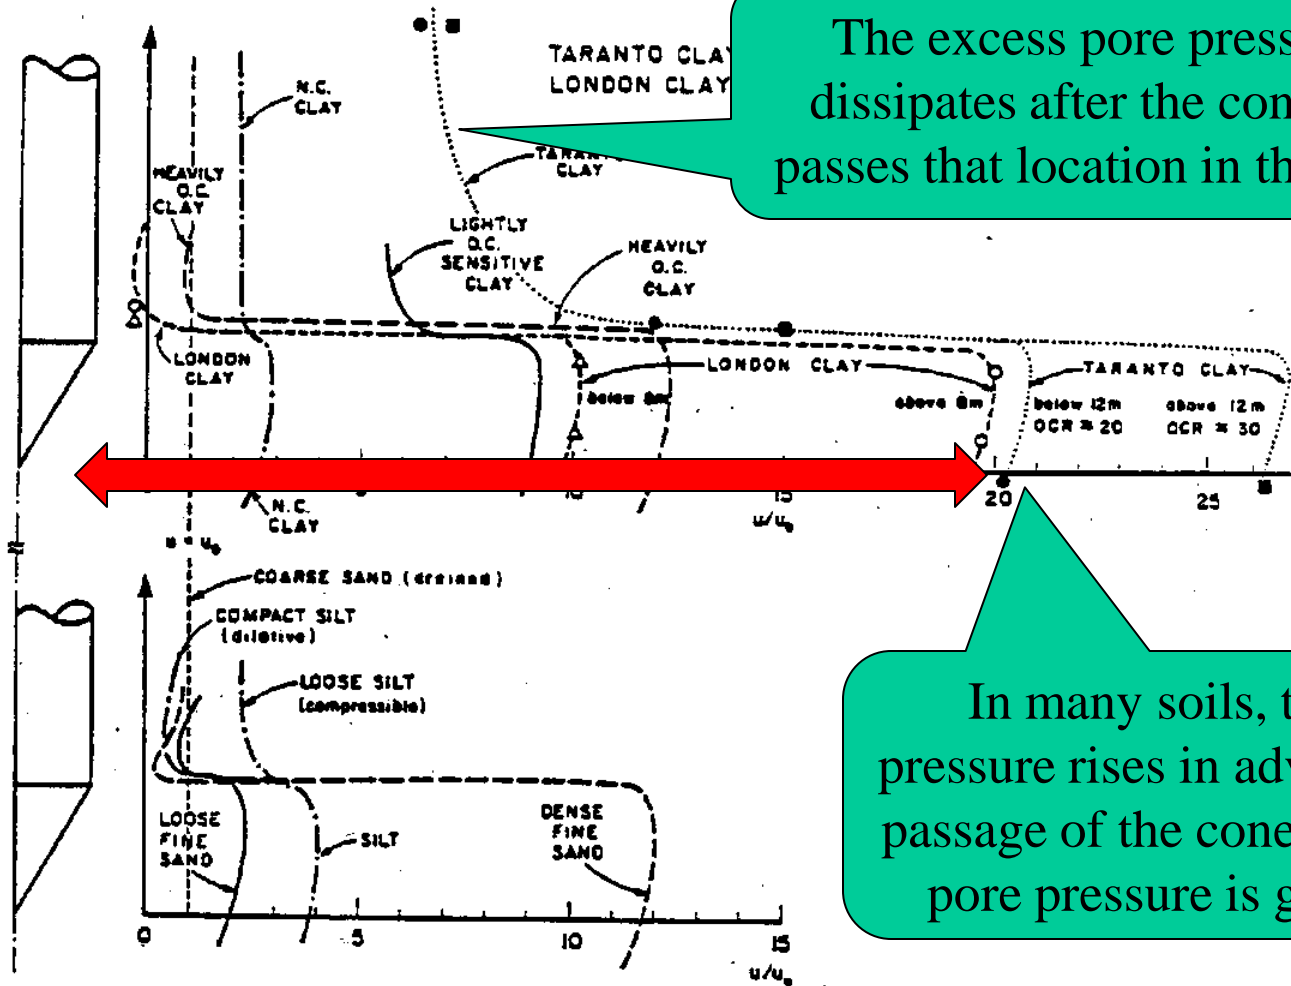 TARANTO CLAY
LONDON CLAY
The excess pore press
dissipates after the con
passes that location in th
N.C.
CLAY
HEAVILY
O.C.
CLAY
TARANTO
CLAY
LIGHTLY
O.C.
SENSITIVE
CLAY
HEAVILY
O.C.
CLAY
LONDON
CLAY
LONDON CLAY
below 8m
above 8m
TARANTO CLAY
below 12m
OCR ≈ 20
above 12m
OCR ≈ 30
15
20
25
u/u₀
N.C.
CLAY
u = u₀
COARSE SAND (drained)
COMPACT SILT
(dilative)
LOOSE SILT
(compressible)
LOOSE
FINE
SAND
SILT
DENSE
FINE
SAND
0
5
10
15
u/u₀
In many soils, t
pressure rises in adv
passage of the cone
pore pressure is g